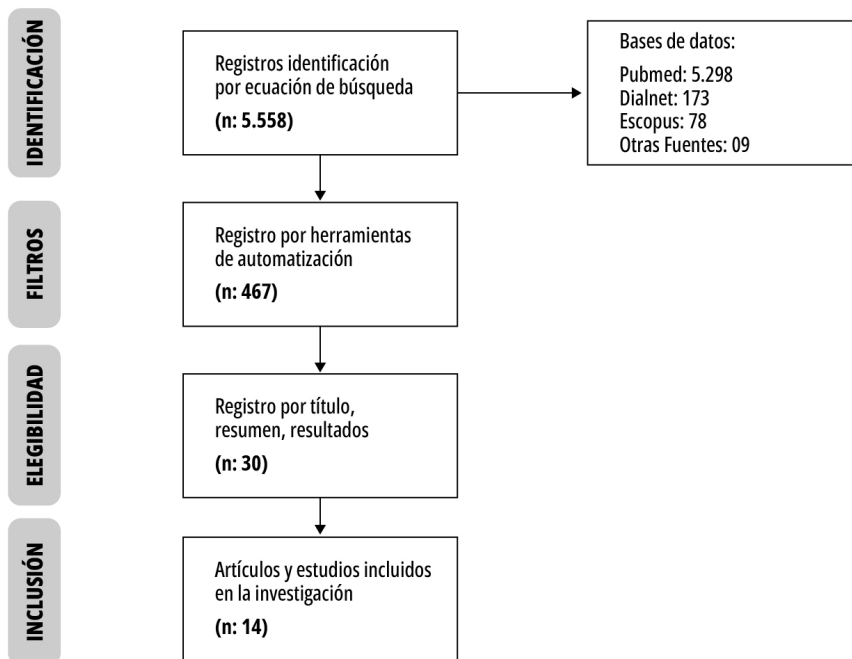 IDENTIFICACIÓN
Registros identificación
por ecuación de búsqueda
(n: 5.558)
Bases de datos:
Pubmed: 5.298
Dialnet: 173
Escopus: 78
Otras Fuentes: 09
FILTROS
Registro por herramientas
de automatización
(n: 467)
ELEGIBILIDAD
Registro por título,
resumen, resultados
(n: 30)
INCLUSIÓN
Artículos y estudios incluidos
en la investigación
(n: 14)